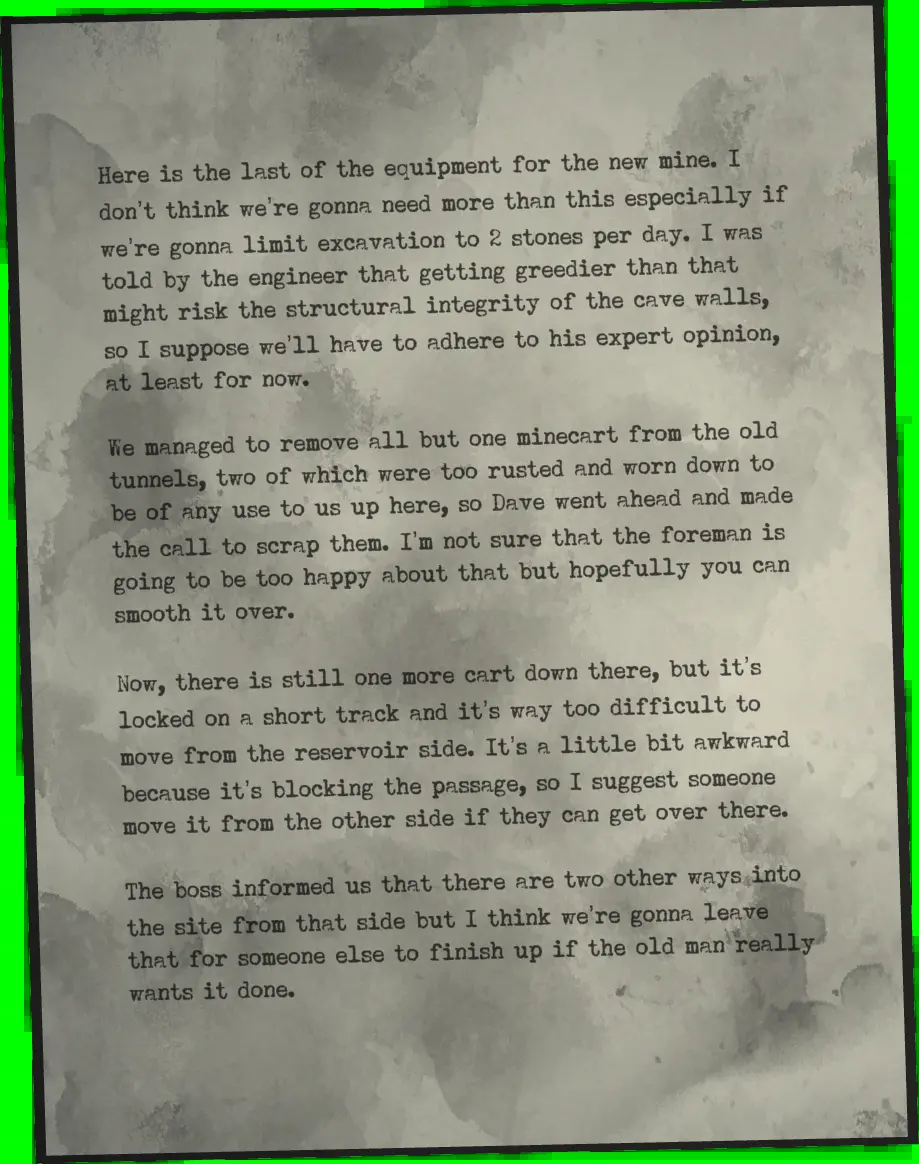 Here is the last of the equipment for the new mine. I
don't think we're gonna need more than this especially if
we're gonna limit excavation to 2 stones per day. I was
told by the engineer that getting greedier than that
might risk the structural integrity of the cave walls,
so I suppose we'll have to adhere to his expert opinion,
at least for now.

We managed to remove all but one minecart from the old
tunnels, two of which were too rusted and worn down to
be of any use to us up here, so Dave went ahead and made
the call to scrap them. I'm not sure that the foreman is
going to be too happy about that but hopefully you can
smooth it over.

Now, there is still one more cart down there, but it's
locked on a short track and it's way too difficult to
move from the reservoir side. It's a little bit awkward
because it's blocking the passage, so I suggest someone
move it from the other side if they can get over there.

The boss informed us that there are two other ways into
the site from that side but I think we're gonna leave
that for someone else to finish up if the old man really
wants it done.